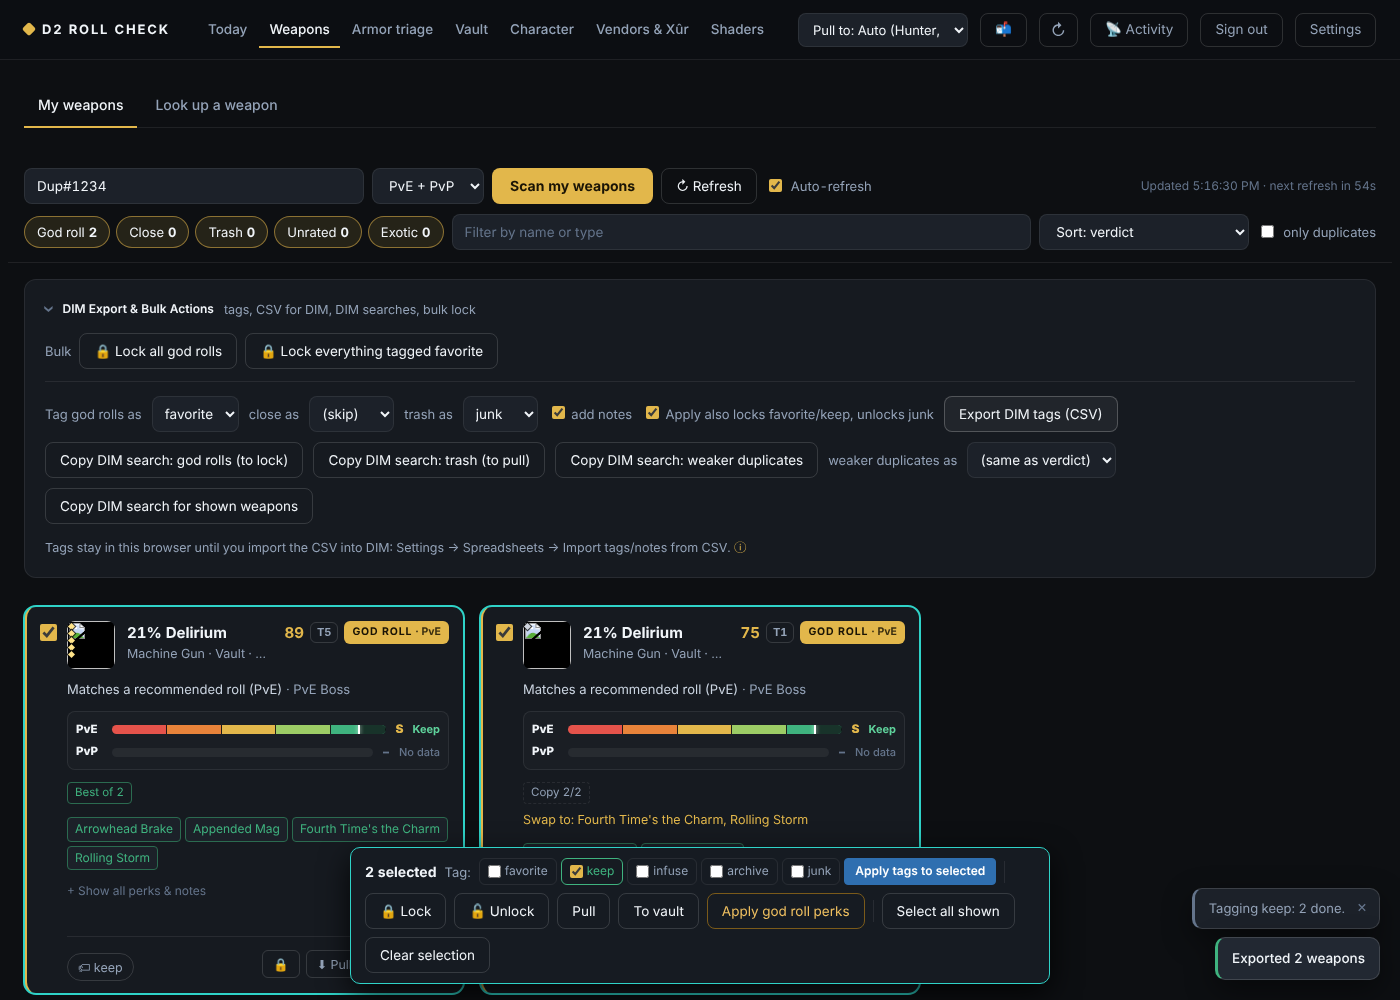 D2 ROLL CHECK
Today
Weapons
Armor triage
Vault
Character
Vendors & Xûr
Shaders
Pull to: Auto (Hunter,
Activity
Sign out
Settings
My weapons
Look up a weapon
Dup#1234
PvE + PvP
Scan my weapons
↻ Refresh
Auto-refresh
Updated 5:16:30 PM · next refresh in 54s
God roll 2
Close 0
Trash 0
Unrated 0
Exotic 0
Filter by name or type
Sort: verdict
only duplicates
DIM Export & Bulk Actions tags, CSV for DIM, DIM searches, bulk lock
Bulk
Lock all god rolls
Lock everything tagged favorite
Tag god rolls as
favorite
close as
(skip)
trash as
junk
add notes
Apply also locks favorite/keep, unlocks junk
Export DIM tags (CSV)
Copy DIM search: god rolls (to lock)
Copy DIM search: trash (to pull)
Copy DIM search: weaker duplicates
weaker duplicates as
(same as verdict)
Copy DIM search for shown weapons
Tags stay in this browser until you import the CSV into DIM: Settings → Spreadsheets → Import tags/notes from CSV. ⓘ
21% Delirium
89
T5
GOD ROLL · PvE
Machine Gun · Vault · ...
Matches a recommended roll (PvE) · PvE Boss
PvE
S
Keep
PvP
–
No data
Best of 2
Arrowhead Brake
Appended Mag
Fourth Time's the Charm
Rolling Storm
+ Show all perks & notes
keep
Pul
21% Delirium
75
T1
GOD ROLL · PvE
Machine Gun · Vault · ...
Matches a recommended roll (PvE) · PvE Boss
PvE
S
Keep
PvP
–
No data
Copy 2/2
Swap to: Fourth Time's the Charm, Rolling Storm
2 selected
Tag:
favorite
keep
infuse
archive
junk
Apply tags to selected
Lock
Unlock
Pull
To vault
Apply god roll perks
Select all shown
Clear selection
Tagging keep: 2 done. ×
Exported 2 weapons